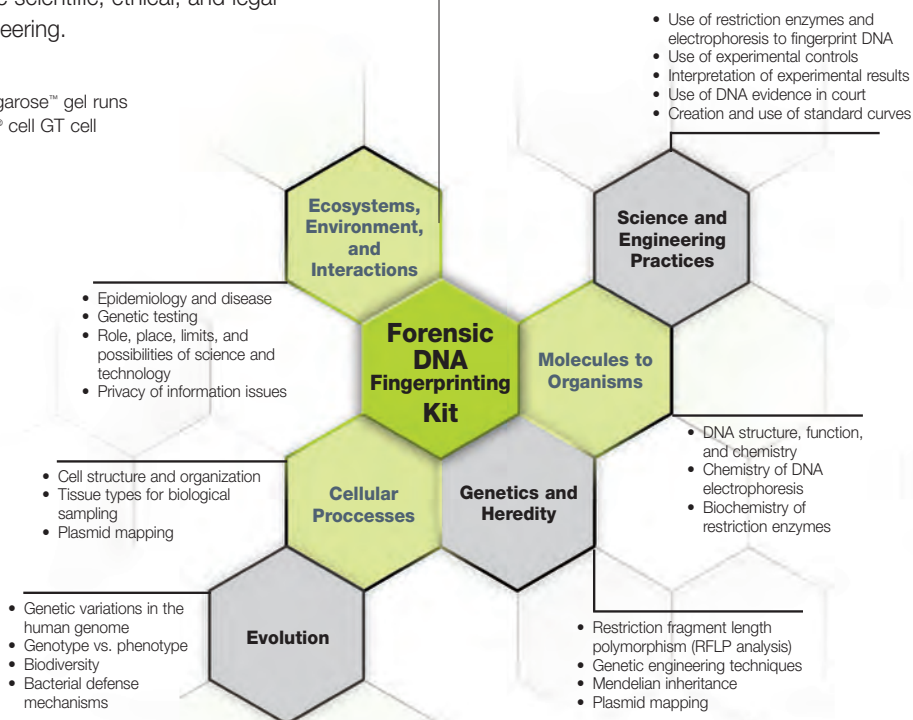 scientific, ethical, and legal
eering.
garose™ gel runs
cell GT cell
• Use of restriction enzymes and
electrophoresis to fingerprint DNA
• Use of experimental controls
• Interpretation of experimental results
• Use of DNA evidence in court
• Creation and use of standard curves
Ecosystems,
Environment,
and
Interactions
Science and
Engineering
Practices
• Epidemiology and disease
• Genetic testing
• Role, place, limits, and
possibilities of science and
technology
• Privacy of information issues
Forensic
DNA
Fingerprinting
Kit
Molecules to
Organisms
• DNA structure, function,
and chemistry
• Chemistry of DNA
electrophoresis
• Biochemistry of
restriction enzymes
• Cell structure and organization
• Tissue types for biological
sampling
• Plasmid mapping
Cellular
Proccesses
Genetics and
Heredity
• Genetic variations in the
human genome
• Genotype vs. phenotype
• Biodiversity
• Bacterial defense
mechanisms
Evolution
• Restriction fragment length
polymorphism (RFLP analysis)
• Genetic engineering techniques
• Mendelian inheritance
• Plasmid mapping